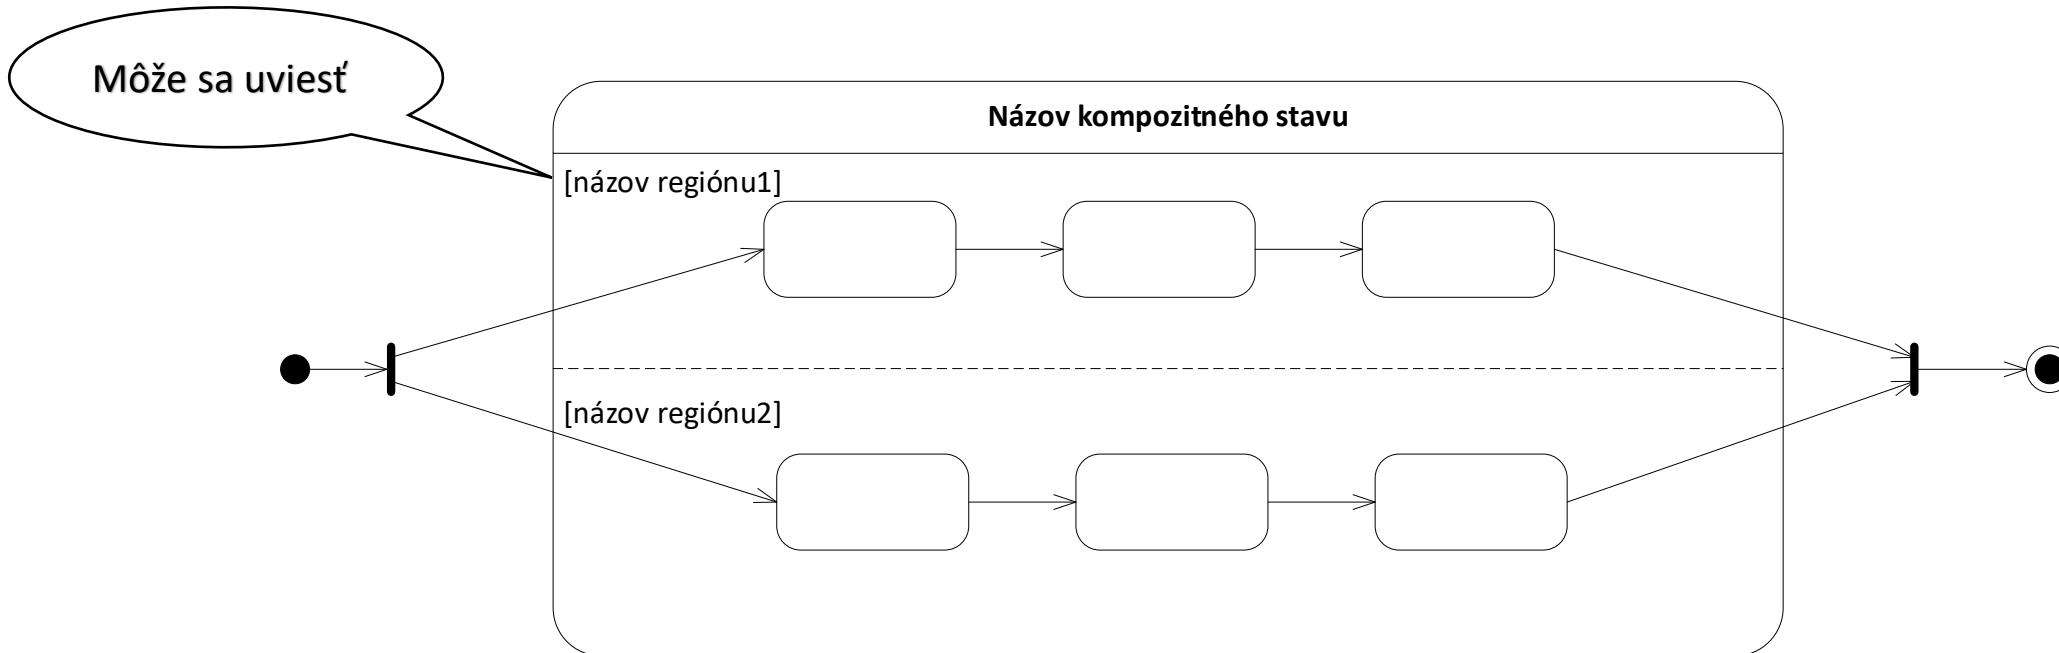 Môže sa uviesť
Názov kompozitného stavu
[názov regiónu1]
[názov regiónu2]